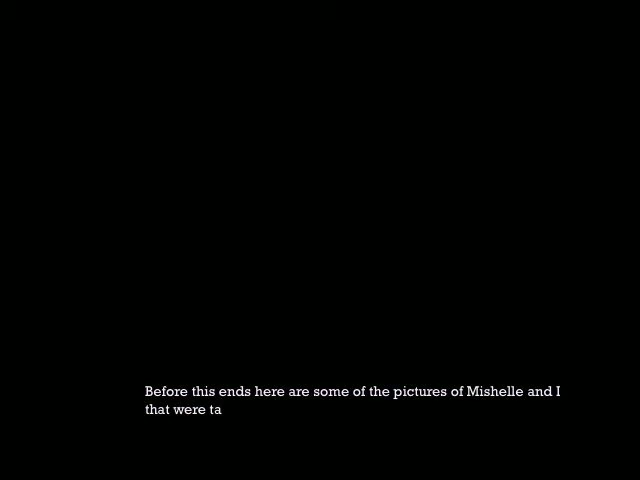 Before this ends here are some of the pictures of Mishelle and I
that were ta